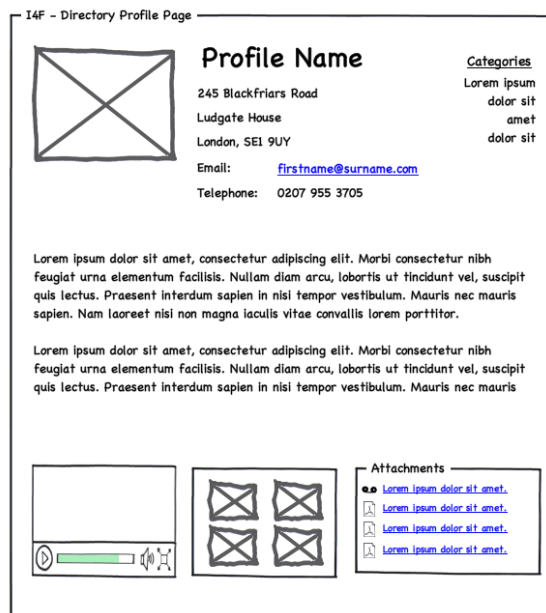 I4F - Directory Profile Page
Profile Name
245 Blackfriars Road
Ludgate House
London, SE1 9UY
Email: firstname@surname.com
Telephone: 0207 955 3705
Categories
Lorem ipsum
dolor sit
amet
dolor sit
Lorem ipsum dolor sit amet, consectetur adipiscing elit. Morbi consectetur nibh
feugiat urna elementum facilisis. Nullam diam arcu, lobortis ut tincidunt vel, suscipit
quis lectus. Praesent interdum sapien in nisi tempor vestibulum. Mauris nec mauris
sapien. Nam laoreet nisi non magna iaculis vitae convallis lorem porttitor.
Lorem ipsum dolor sit amet, consectetur adipiscing elit. Morbi consectetur nibh
feugiat urna elementum facilisis. Nullam diam arcu, lobortis ut tincidunt vel, suscipit
quis lectus. Praesent interdum sapien in nisi tempor vestibulum. Mauris nec mauris
Attachments
Lorem ipsum dolor sit amet.
Lorem ipsum dolor sit amet.
Lorem ipsum dolor sit amet.
Lorem ipsum dolor sit amet.